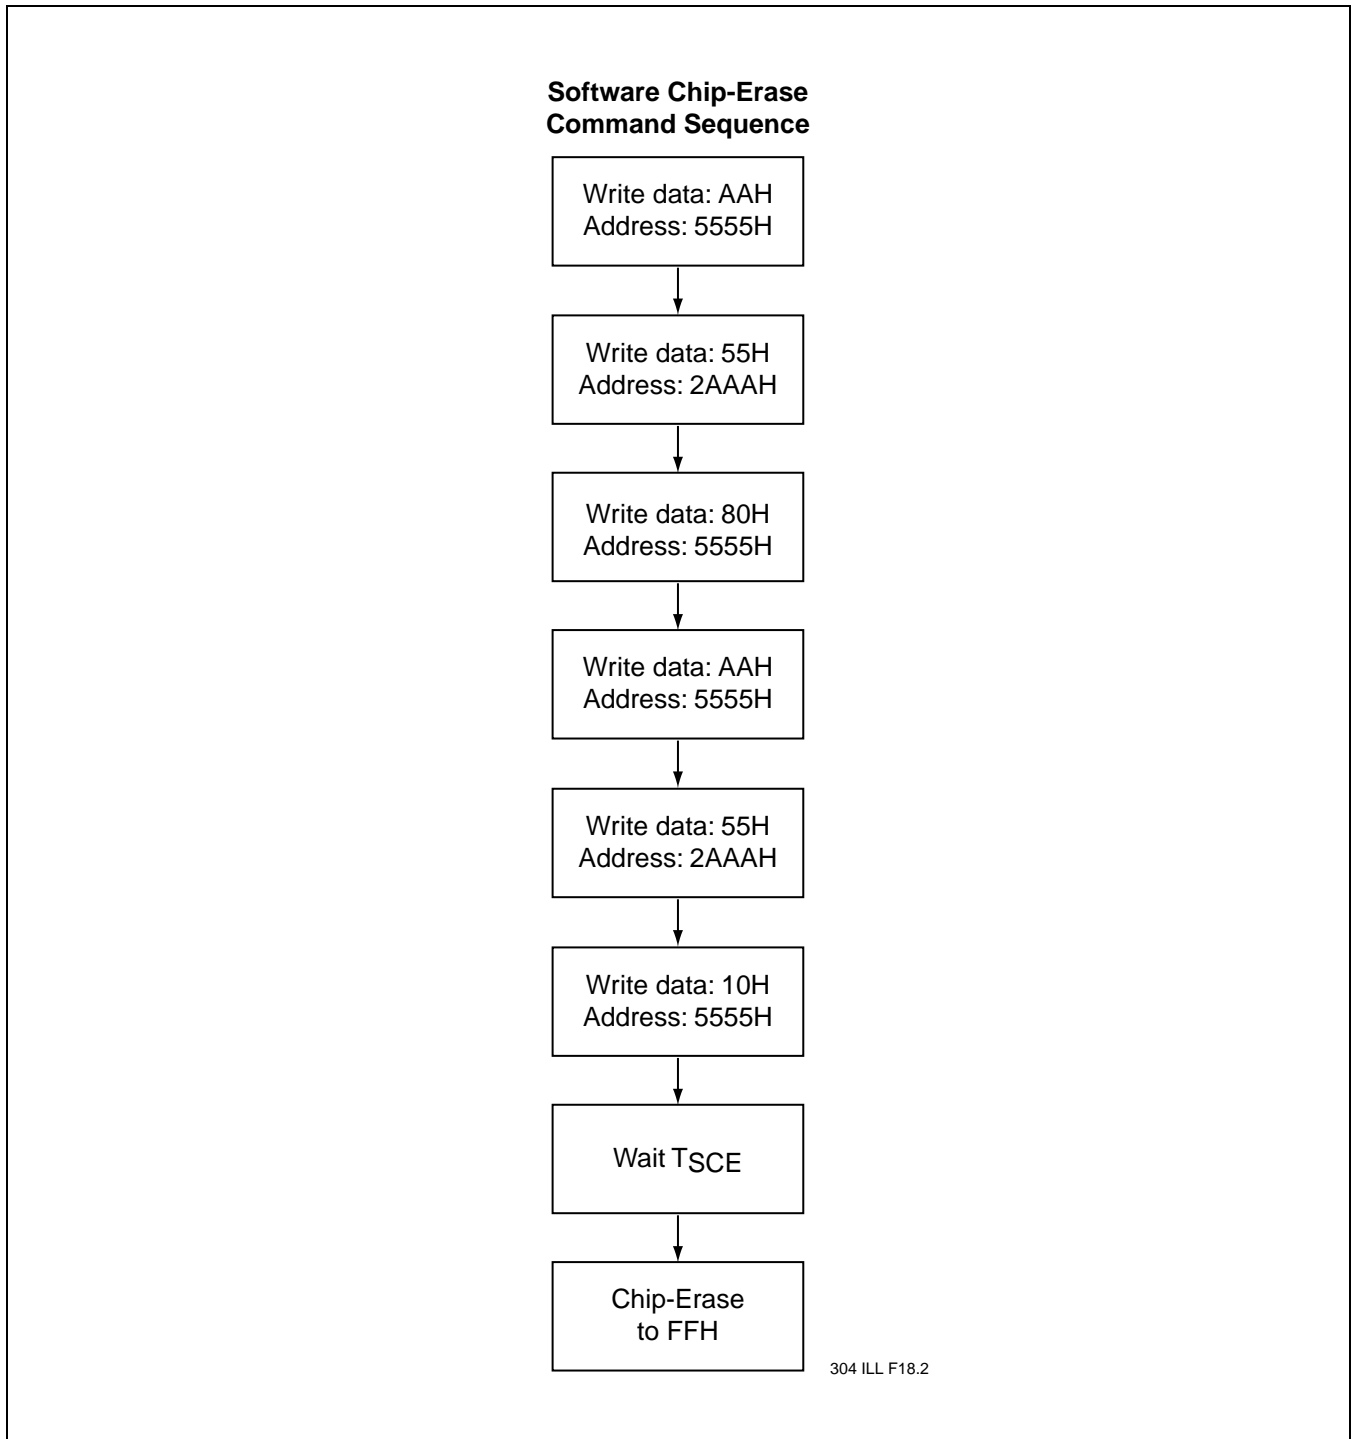 Software Chip-Erase
Command Sequence
Write data: AAH
Address: 5555H
Write data: 55H
Address: 2AAAH
Write data: 80H
Address: 5555H
Write data: AAH
Address: 5555H
Write data: 55H
Address: 2AAAH
Write data: 10H
Address: 5555H
Wait TSCE
Chip-Erase
to FFH
304 ILL F18.2